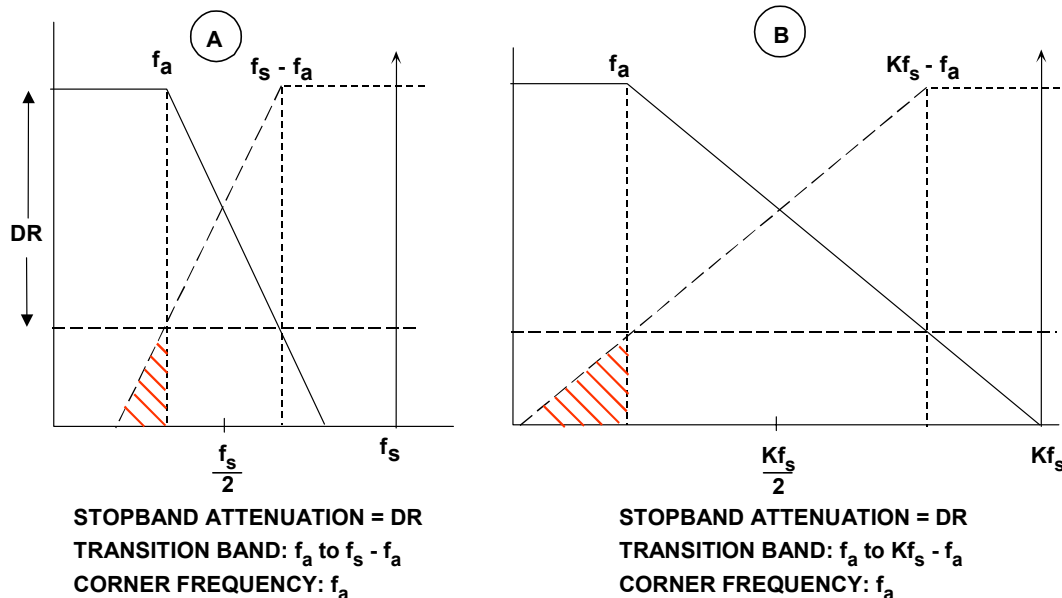 A
B
f_a
f_s - f_a
f_a
Kf_s - f_a
DR
f_s
2
f_s
Kf_s
2
Kf_s
STOPBAND ATTENUATION = DR
TRANSITION BAND: f_a to f_s - f_a
CORNER FREQUENCY: f_a
STOPBAND ATTENUATION = DR
TRANSITION BAND: f_a to Kf_s - f_a
CORNER FREQUENCY: f_a